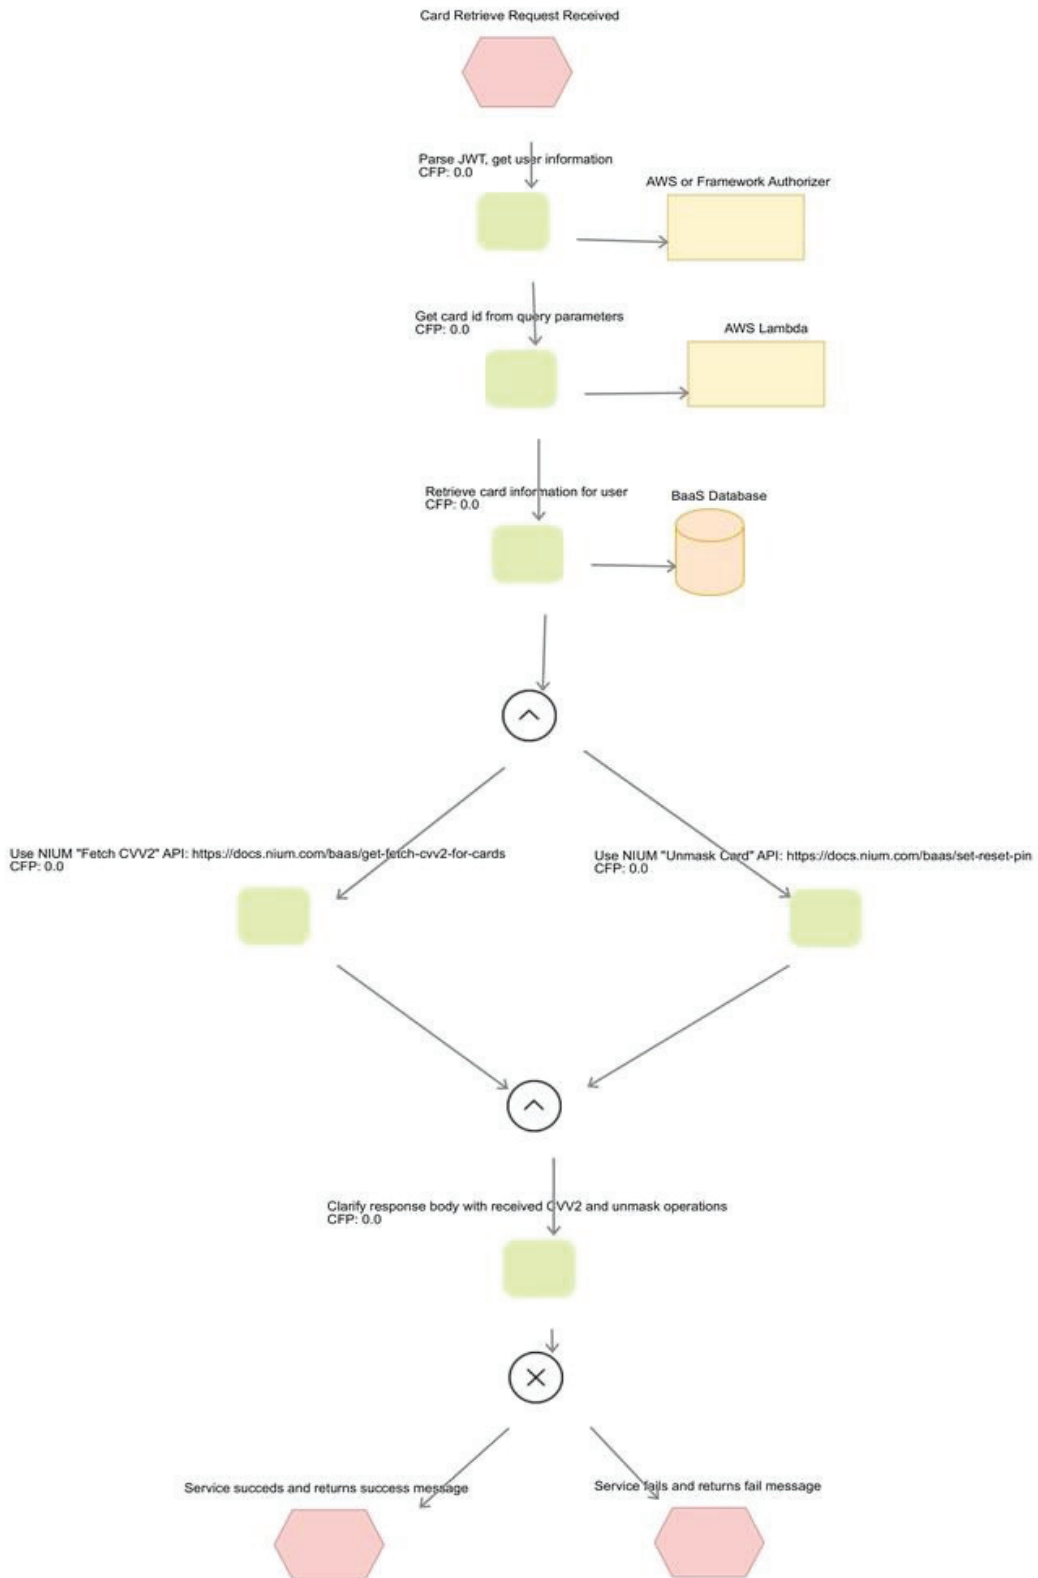 Card Retrieve Request Received
Parse JWT, get user information
CFP: 0.0
AWS or Framework Authorizer
Get card id from query parameters
CFP: 0.0
AWS Lambda
Retrieve card information for user
CFP: 0.0
BaaS Database
Use NIUM "Fetch CVV2" API: https://docs.nium.com/baas/get-fetch-cvv2-for-cards
CFP: 0.0
Use NIUM "Unmask Card" API: https://docs.nium.com/baas/set-reset-pin
CFP: 0.0
Clarify response body with received CVV2 and unmask operations
CFP: 0.0
Service succeds and returns success message
Service fails and returns fail message